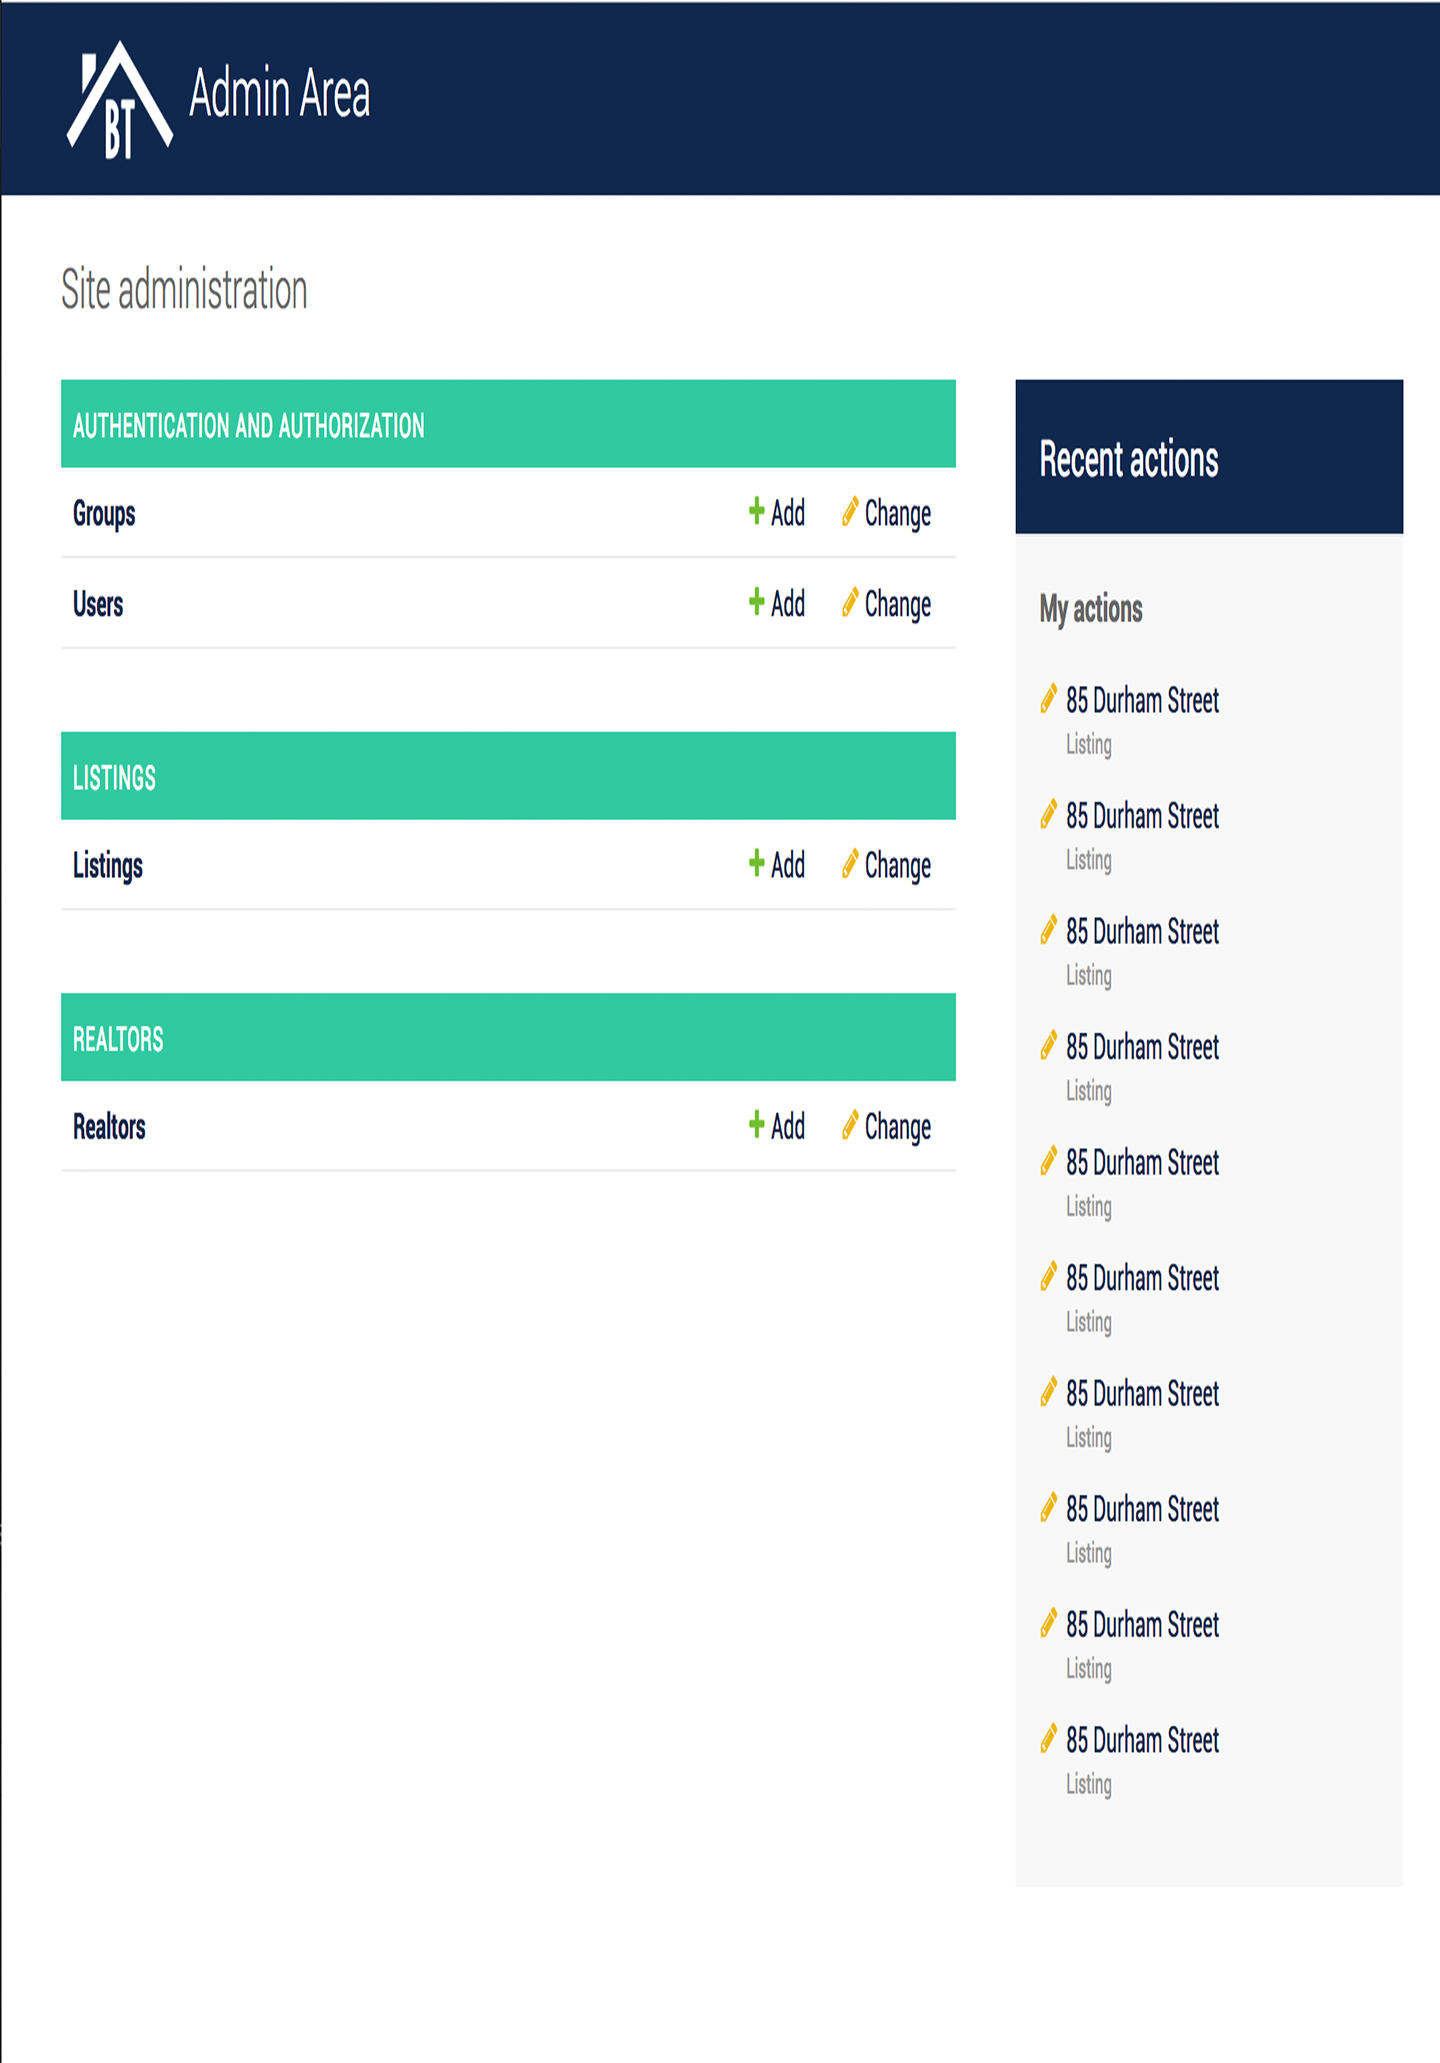 BT
Admin Area
Site administration
AUTHENTICATION AND AUTHORIZATION
Groups Add Change
Users Add Change
LISTINGS
Listings Add Change
REALTORS
Realtors Add Change
Recent actions
My actions
85 Durham Street
Listing
85 Durham Street
Listing
85 Durham Street
Listing
85 Durham Street
Listing
85 Durham Street
Listing
85 Durham Street
Listing
85 Durham Street
Listing
85 Durham Street
Listing
85 Durham Street
Listing
85 Durham Street
Listing